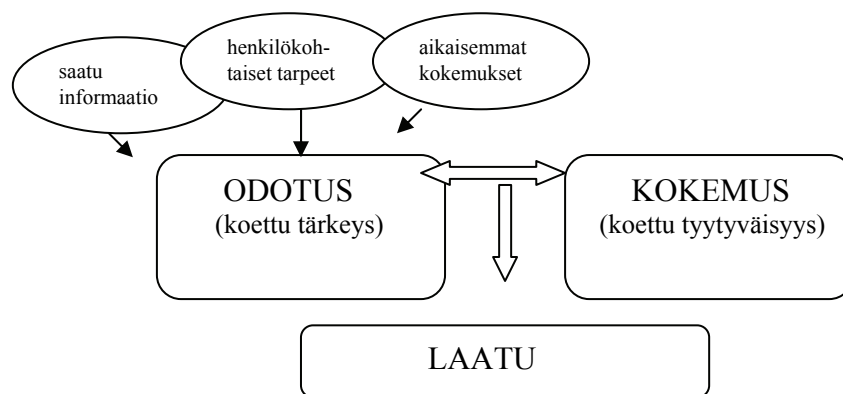 saatu
informaatio
henkilökoh-
taiset tarpeet
aikaisemmat
kokemukset
ODOTUS
(koettu tärkeys)
KOKEMUS
(koettu tyytyväisyys)
LAATU